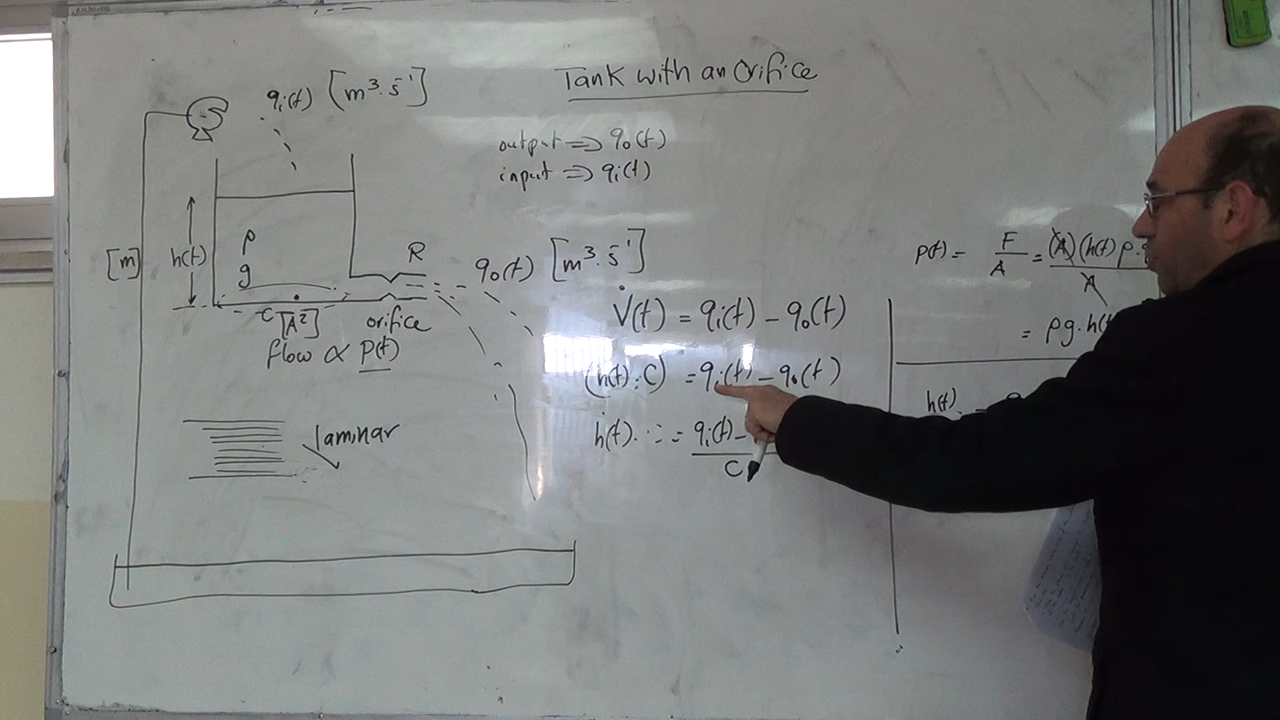 Tank with an orifice
qi(t) [m³.s⁻¹]
output => qo(t)
input => qi(t)
[m]
h(t)
ρ
g
R
qo(t) [m³.s⁻¹]
C [A²]
orifice
flow ∝ P(t)
laminar
V̇(t) = qi(t) - qo(t)
(h(t).C) = qi(t) - qo(t)
ḣ(t) = qi(t) -
C
P(t) = F/A = (A)(h(t) ρ.g
A
= ρg.h(t
h(t) =